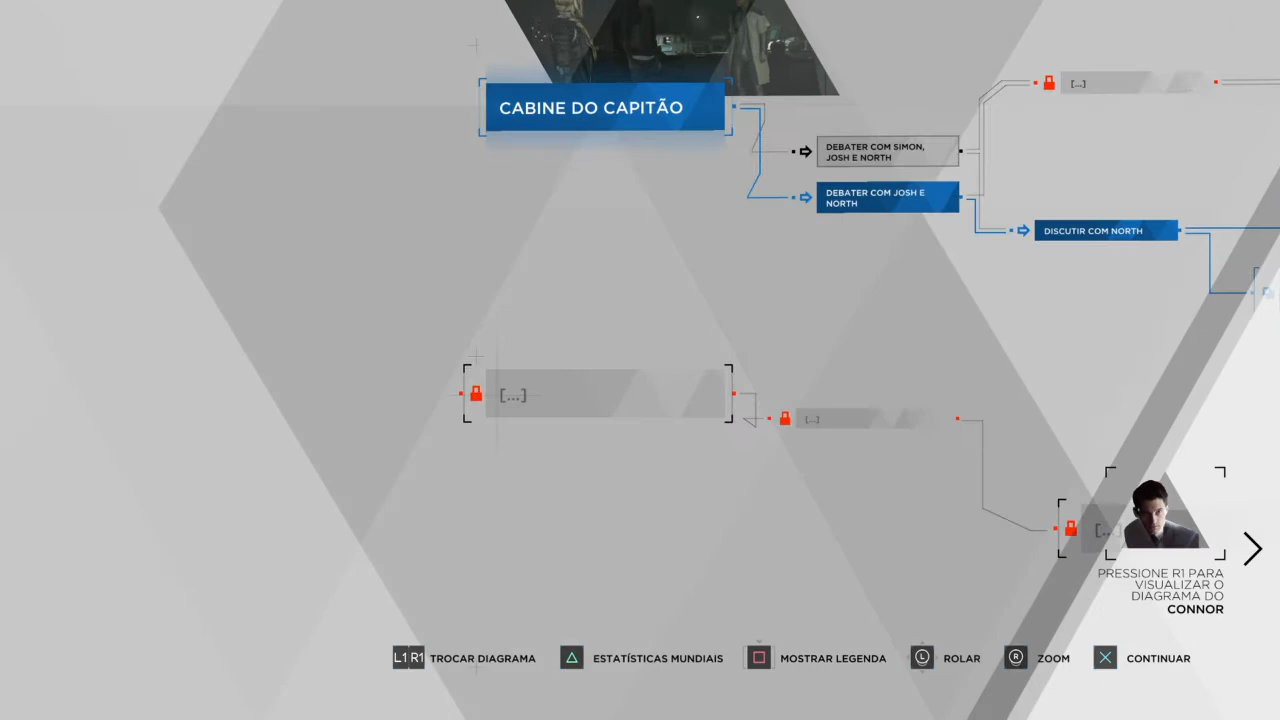 CABINE DO CAPITÃO
[...]
DEBATER COM SIMON,
JOSH E NORTH
DEBATER COM JOSH E
NORTH
DISCUTIR COM NORTH
[...]
[...]
[...
PRESSIONE R1 PARA
VISUALIZAR O
DIAGRAMA DO
CONNOR
L1 R1 TROCAR DIAGRAMA
ESTATÍSTICAS MUNDIAIS
MOSTRAR LEGENDA
L ROLAR
R ZOOM
CONTINUAR